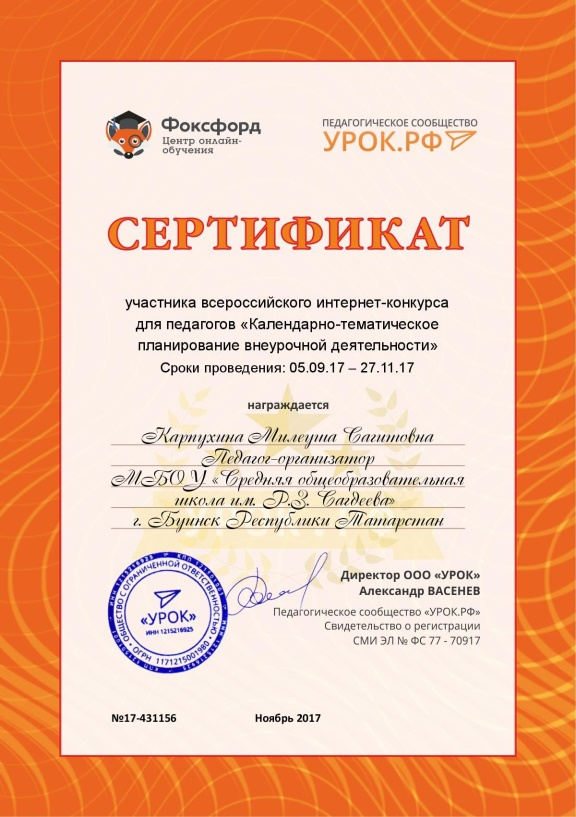 Фоксфорд
Центр онлайн-
обучения
ПЕДАГОГИЧЕСКОЕ СООБЩЕСТВО
УРОК.РФ
СЕРТИФИКАТ
участника всероссийского интернет-конкурса
для педагогов «Календарно-тематическое
планирование внеурочной деятельности»
Сроки проведения: 05.09.17 – 27.11.17
награждается
Карпухина Милеуша Сагитовна
Педагог-организатор
МБОУ «Средняя общеобразовательная
школа им. Р.З. Сагдеева»
г. Буинск Республики Татарстан
ОБЩЕСТВО С ОГРАНИЧЕННОЙ ОТВЕТСТВЕННОСТЬЮ
«УРОК»
ИНН 1215216925
ОГРН 1171215001980
Директор ООО «УРОК»
Александр ВАСЕНЕВ
Педагогическое сообщество «УРОК.РФ»
Свидетельство о регистрации
СМИ ЭЛ № ФС 77 - 70917
№17-431156
Ноябрь 2017